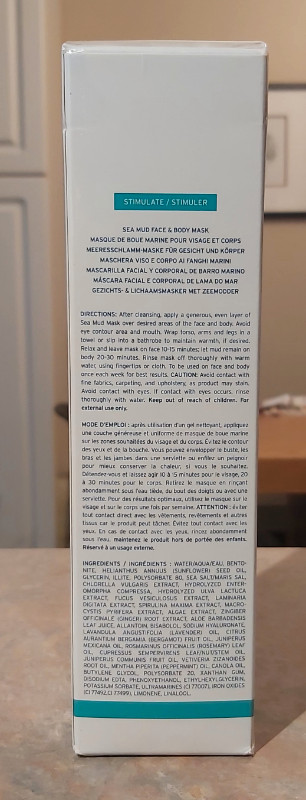 STIMULATE / STIMULER
SEA MUD FACE & BODY MASK
MASQUE DE BOUE MARINE POUR VISAGE ET CORPS
MEERESSCHLAMM-MASKE FÜR GESICHT UND KÖRPER
MASCHERA VISO E CORPO AI FANGHI MARINI
MASCARILLA FACIAL Y CORPORAL DE BARRO MARINO
MÁSCARA FACIAL E CORPORAL DE LAMA DO MAR
GEZICHTS- & LICHAAMSMASKER MET ZEEMODDER
DIRECTIONS: After cleansing, apply a generous, even layer of
Sea Mud Mask over desired areas of the face and body. Avoid
eye contour area and mouth. Wrap torso, arms and legs in a
towel or slip into a bathrobe to maintain warmth, if desired.
Relax and leave mask on face 10-15 minutes; let mud remain on
body 20-30 minutes. Rinse mask off thoroughly with warm
water, using fingertips or cloth. To be used on face and body
once each week for best results. CAUTION: Avoid contact with
fine fabrics, carpeting, and upholstery, as product may stain.
Avoid contact with eyes. If contact with eyes occurs, rinse
thoroughly with water. Keep out of reach of children. For
external use only.
MODE D'EMPLOI : après utilisation d'un gel nettoyant, appliquez
une couche généreuse et uniforme de masque de boue marine
sur les zones souhaitées du visage et du corps. Évitez le contour
des yeux et de la bouche. Vous pouvez envelopper le buste, les
bras et les jambes dans une serviette ou enfiler un peignoir
pour mieux conserver la chaleur, si vous le souhaitez.
Détendez-vous et laissez agir 10 à 15 minutes pour le visage, 20
à 30 minutes pour le corps. Retirez le masque en rinçant
abondamment sous l'eau tiède, du bout des doigts ou avec une
serviette. Pour des résultats optimaux, utilisez le masque sur le
visage et sur le corps une fois par semaine. ATTENTION : éviter
tout contact direct avec les vêtements, revêtements et autres
tissus car le produit peut tâcher. Évitez tout contact avec les
yeux. En cas de contact avec les yeux, rincez abondamment
sous l'eau. maintenez le produit hors de portée des enfants.
Réservé à un usage externe.
INGREDIENTS / INGRÉDIENTS : WATER/AQUA/EAU, BENTO-
NITE, HELIANTHUS ANNUUS (SUNFLOWER) SEED OIL,
GLYCERIN, ILLITE, POLYSORBATE 80, SEA SALT/MARIS SAL,
CHLORELLA VULGARIS EXTRACT, HYDROLYZED ENTER-
OMORPHA COMPRESSA, HYDROLYZED ULVA LACTUCA
EXTRACT, FUCUS VESICULOSUS EXTRACT, LAMINARIA
DIGITATA EXTRACT, SPIRULINA MAXIMA EXTRACT, MACRO-
CYSTIS PYRIFERA EXTRACT, ALGAE EXTRACT, ZINGIBER
OFFICINALE (GINGER) ROOT EXTRACT, ALOE BARBADENSIS
LEAF JUICE, ALLANTOIN, BISABOLOL, SODIUM HYALURONATE,
LAVANDULA ANGUSTIFOLIA (LAVENDER) OIL, CITRUS
AURANTIUM BERGAMIA (BERGAMOT) FRUIT OIL, JUNIPERUS
MEXICANA OIL, ROSMARINUS OFFICINALIS (ROSEMARY) LEAF
OIL, CUPRESSUS SEMPERVIRENS LEAF/NUT/STEM OIL,
JUNIPERUS COMMUNIS FRUIT OIL, VETIVERIA ZIZANOIDES
ROOT OIL, MENTHA PIPERITA (PEPPERMINT) OIL, CANOLA OIL,
BUTYLENE GLYCOL, POLYSORBATE 20, XANTHAN GUM,
DISODIUM EDTA, PHENOXYETHANOL, ETHYLHEXYLGLYCERIN,
POTASSIUM SORBATE, ULTRAMARINES (CI 77007), IRON OXIDES
(CI 77492, CI 77499), LIMONENE, LINALOOL.